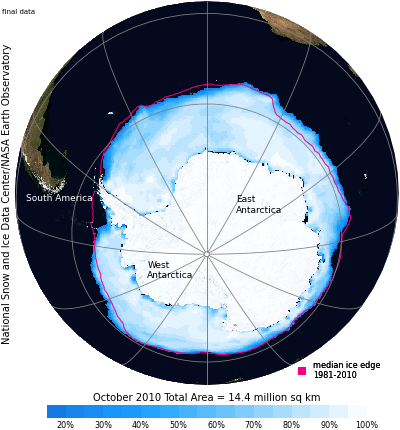 final data
National Snow and Ice Data Center/NASA Earth Observatory
South America
East
Antarctica
West
Antarctica
median ice edge
1981-2010
October 2010 Total Area = 14.4 million sq km
20% 30% 40% 50% 60% 70% 80% 90% 100%